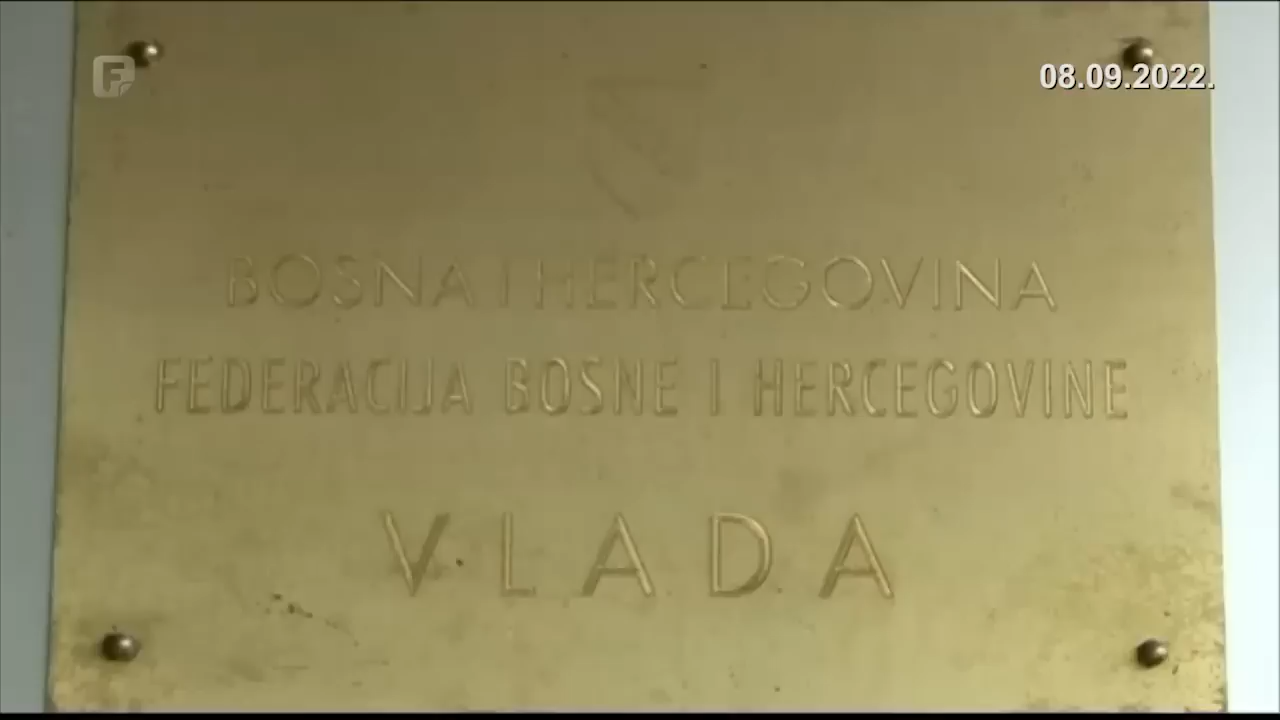 F
08.09.2022.
BOSNA I HERCEGOVINA
FEDERACIJA BOSNE I HERCEGOVINE
VLADA